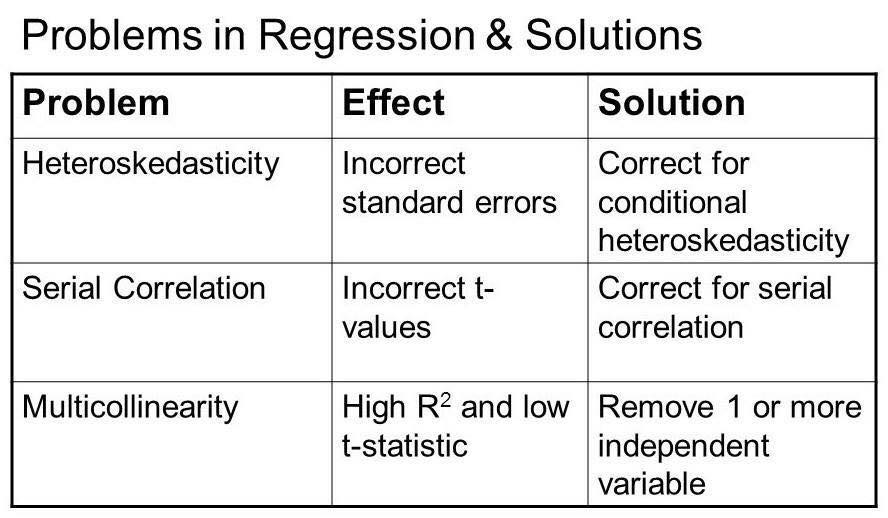 Problems in Regression & Solutions
Problem
Effect
Solution
Heteroskedasticity
Incorrect
standard errors
Correct for
conditional
heteroskedasticity
Serial Correlation
Incorrect t-
values
Correct for serial
correlation
Multicollinearity
High R² and low
t-statistic
Remove 1 or more
independent
variable